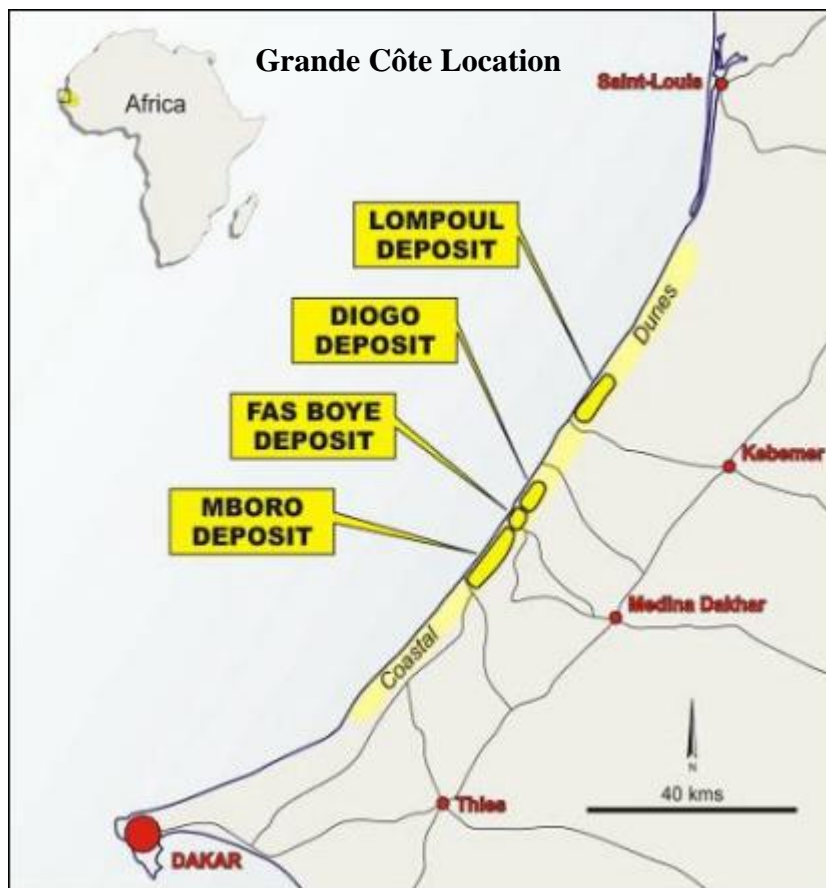 Grande Côte Location
Africa
Saint-Louis
LOMPOUL
DEPOSIT
DIOGO
DEPOSIT
Dunes
FAS BOYE
DEPOSIT
Kebemer
MBORO
DEPOSIT
Medina Dakhar
Coastal
N
40 kms
Thies
DAKAR